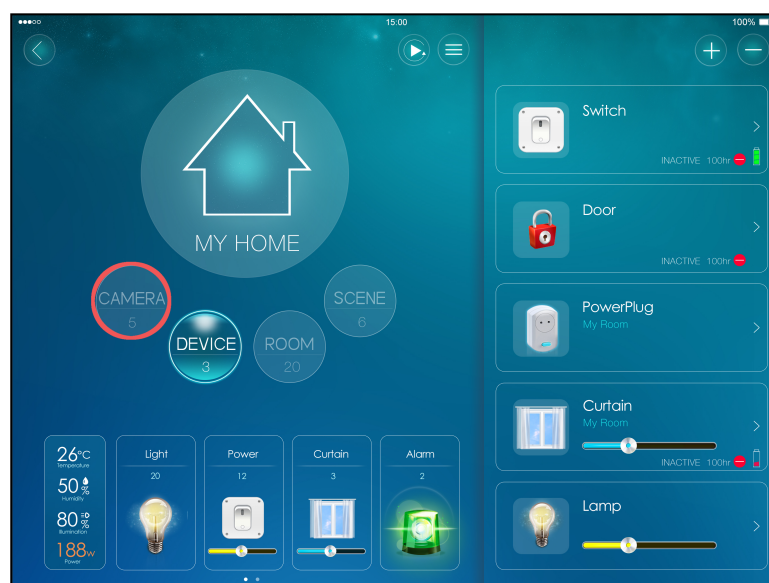 15:00
100%
MY HOME
CAMERA
5
DEVICE
3
ROOM
20
SCENE
6
26°C
Temperature
50%
Humidity
80%
Illumination
188w
Power
Light
20
Power
12
Curtain
3
Alarm
2
Switch
INACTIVE 100hr
Door
INACTIVE 100hr
PowerPlug
My Room
Curtain
My Room
INACTIVE 100hr
Lamp